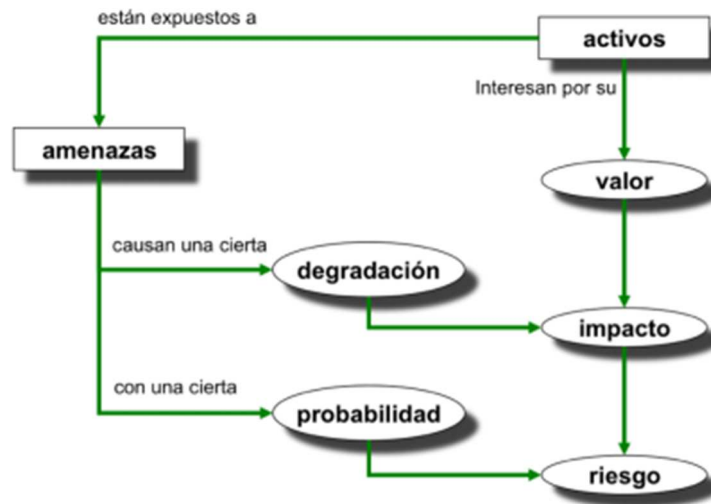 están expuestos a
activos
Interesan por su
amenazas
valor
causan una cierta
degradación
impacto
con una cierta
probabilidad
riesgo